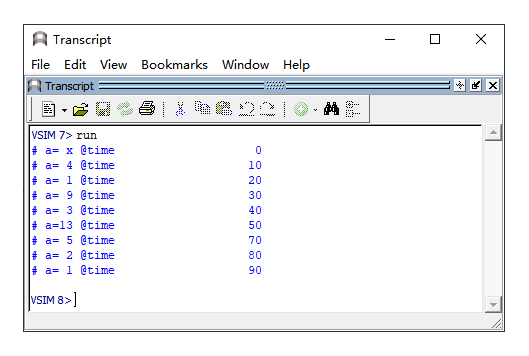 Transcript
File Edit View Bookmarks Window Help
Transcript
VSIM 7> run
# a= x @time 0
# a= 4 @time 10
# a= 1 @time 20
# a= 9 @time 30
# a= 3 @time 40
# a=13 @time 50
# a= 5 @time 70
# a= 2 @time 80
# a= 1 @time 90
VSIM 8>